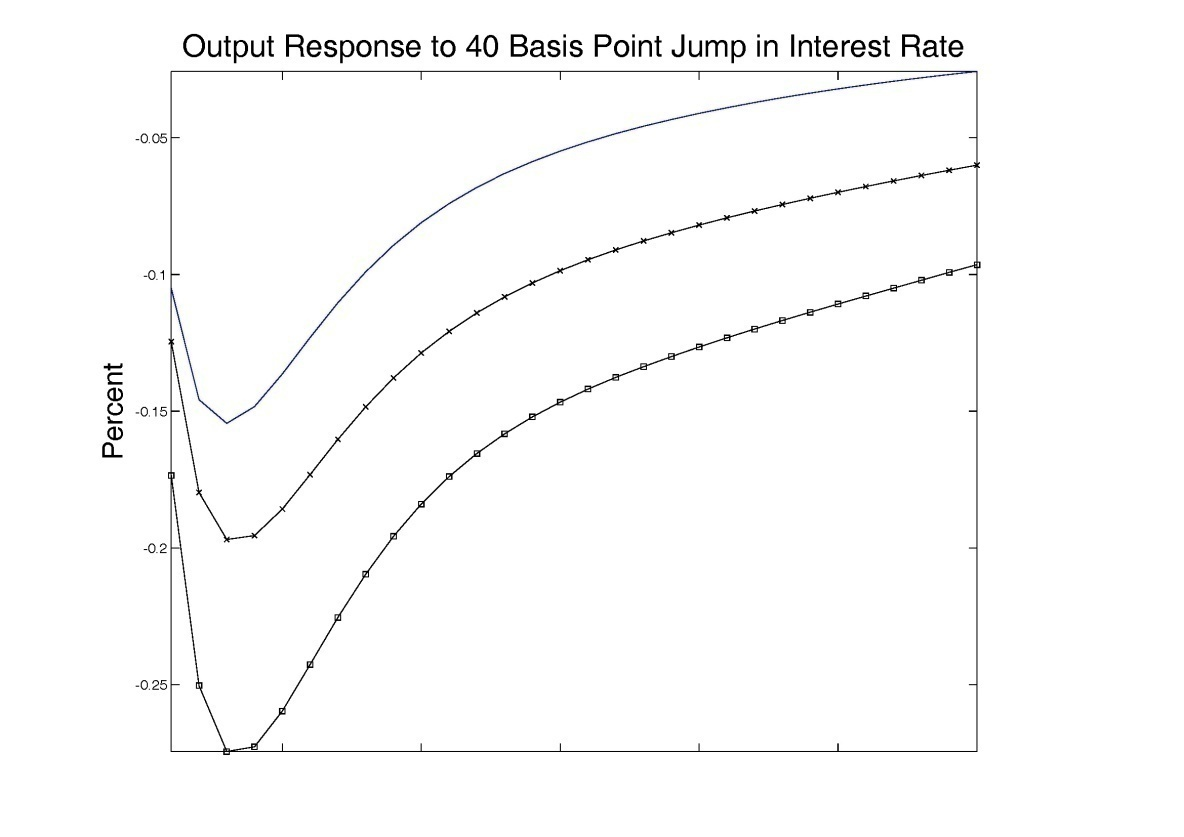 Output Response to 40 Basis Point Jump in Interest Rate
-0.05
-0.1
-0.15
-0.2
-0.25
Percent